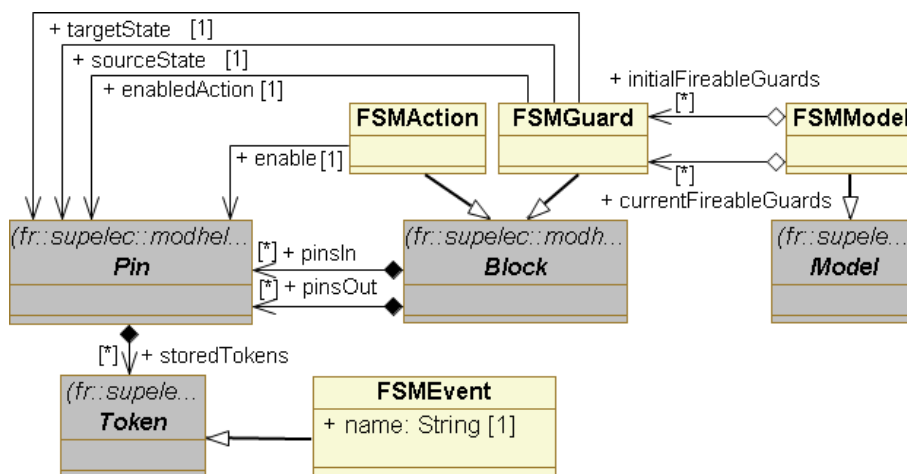 + targetState [1]
+ sourceState [1]
+ enabledAction [1]
+ initialFireableGuards
[*]
FSMAction
FSMGuard
FSMModel
+ enable [1]
[*]
+ currentFireableGuards
(fr::supelec::modhel...
Pin
(fr::supelec::modh...
Block
(fr::supele...
Model
[*] + pinsIn
[*] + pinsOut
[*] + storedTokens
(fr::supele...
Token
FSMEvent
+ name: String [1]